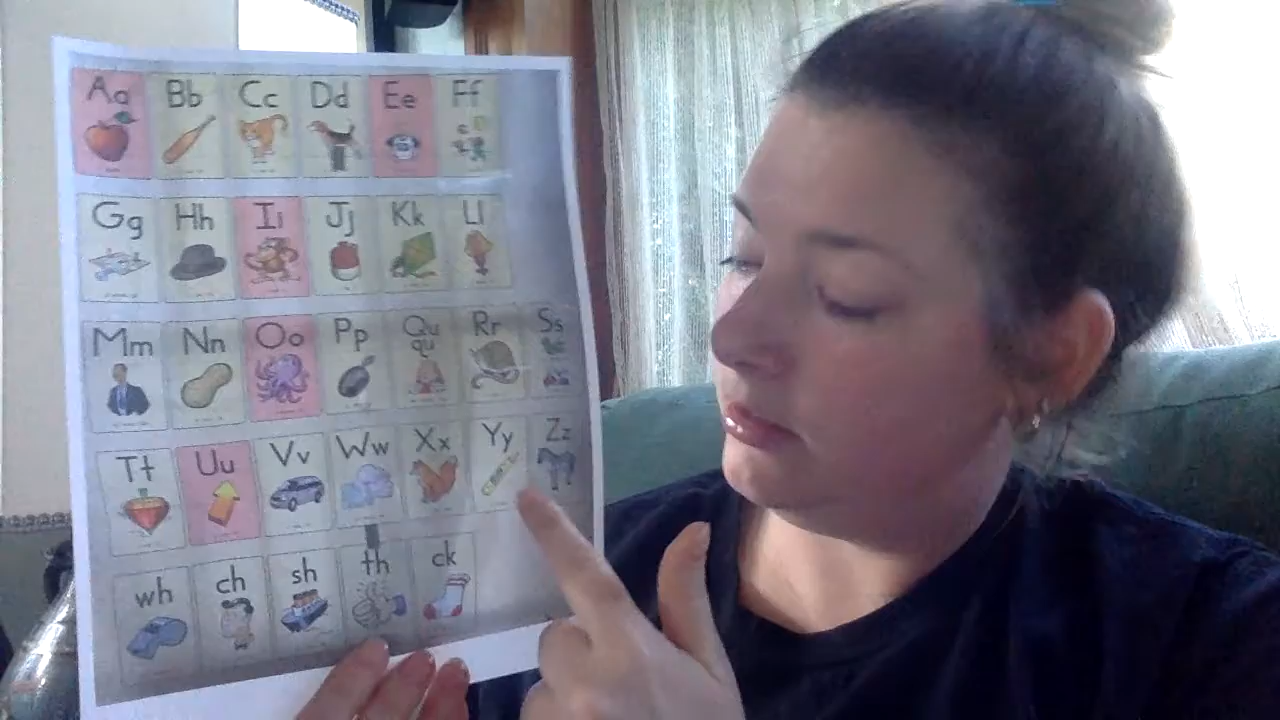 Aa Bb Cc Dd Ee Ff
Gg Hh Ii Jj Kk Ll
Mm Nn Oo Pp Qu qu Rr Ss
Tt Uu Vv Ww Xx Yy Zz
wh ch sh th ck